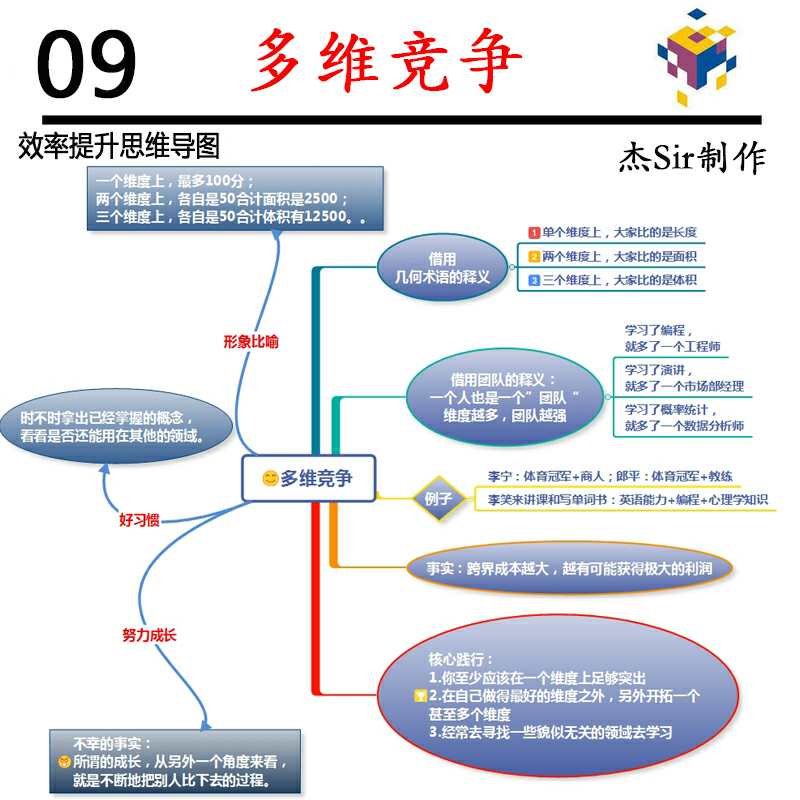 09
多维竞争
效率提升思维导图
杰Sir制作
一个维度上，最多100分；
两个维度上，各自是50合计面积是2500；
三个维度上，各自是50合计体积有12500。。
形象比喻
借用
几何术语的释义
1 单个维度上，大家比的是长度
2 两个维度上，大家比的是面积
3 三个维度上，大家比的是体积
借用团队的释义：
一个人也是一个”团队“
维度越多，团队越强
学习了编程，
就多了一个工程师
学习了演讲，
就多了一个市场部经理
学习了概率统计，
就多了一个数据分析师
时不时拿出已经掌握的概念，
看看是否还能用在其他的领域。
好习惯
多维竞争
例子
李宁：体育冠军+商人；郎平：体育冠军+教练
李笑来讲课和写单词书：英语能力+编程+心理学知识
事实：跨界成本越大，越有可能获得极大的利润
努力成长
核心践行：
1.你至少应该在一个维度上足够突出
2.在自己做得最好的维度之外，另外开拓一个
甚至多个维度
3.经常去寻找一些貌似无关的领域去学习
不幸的事实：
所谓的成长，从另外一个角度来看，
就是不断地把别人比下去的过程。